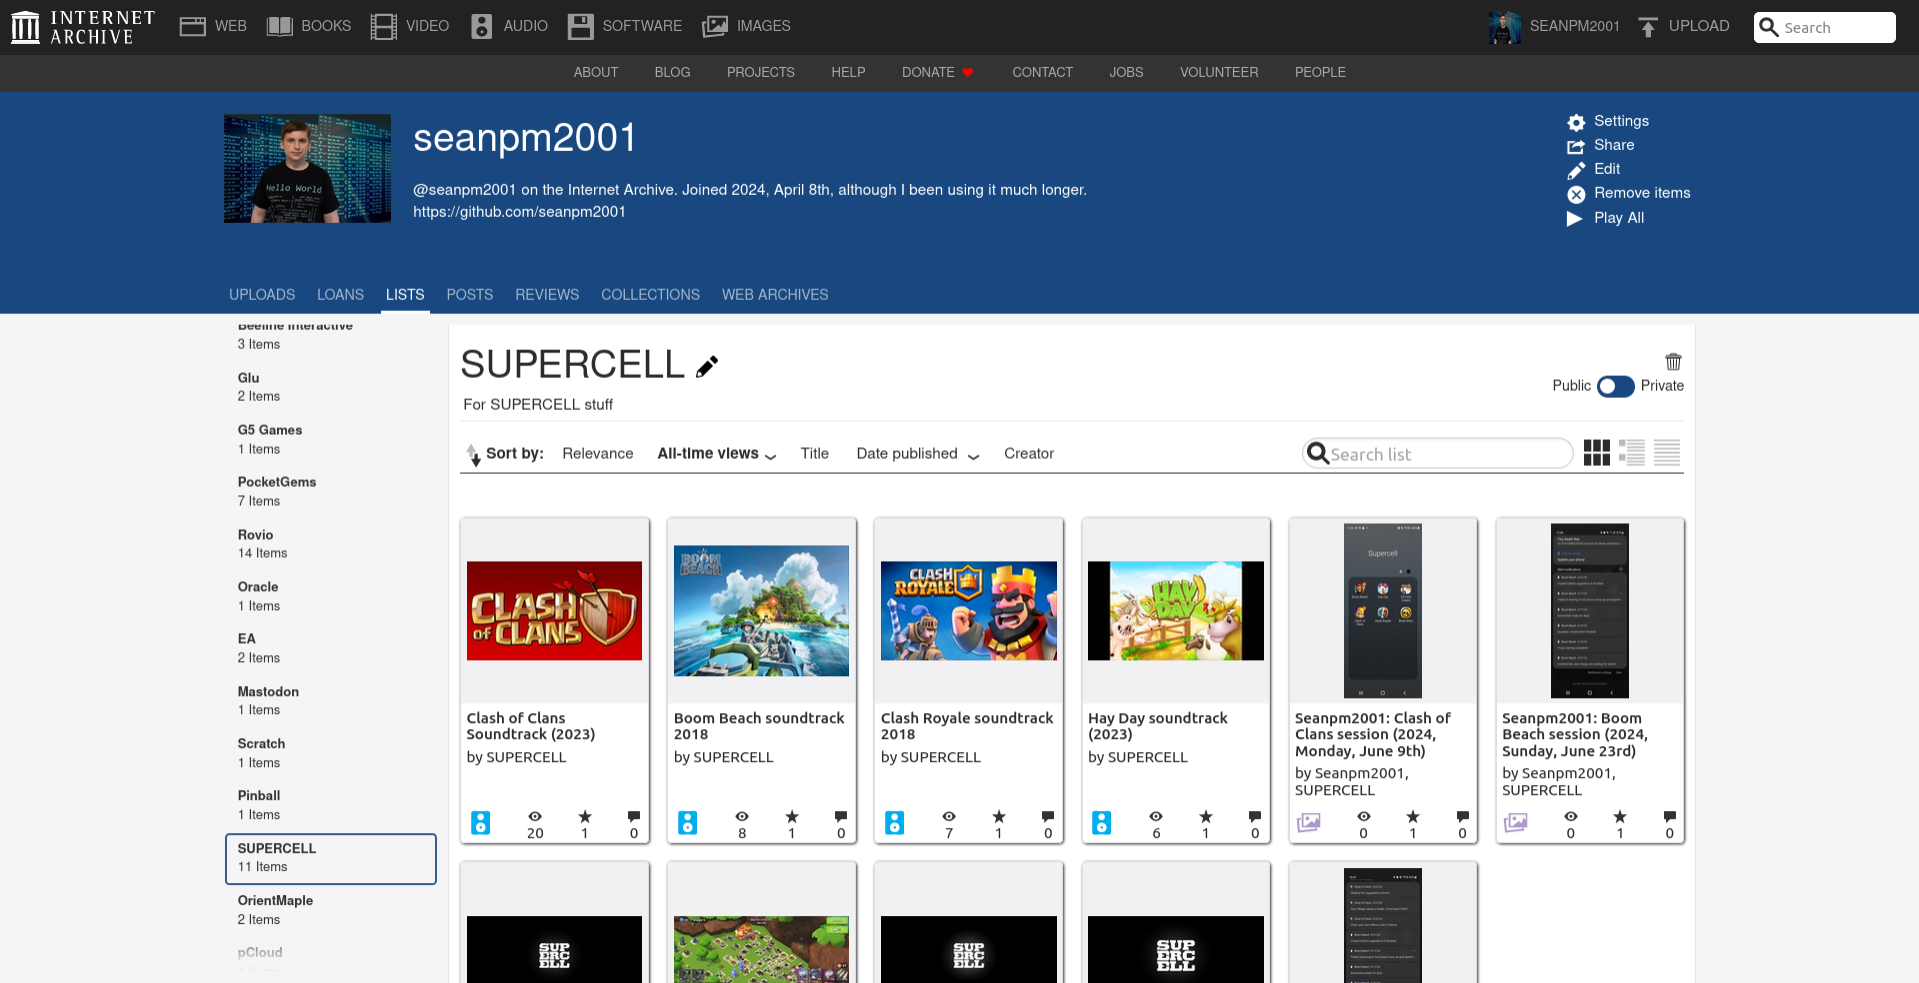 INTERNET ARCHIVE
WEB
BOOKS
VIDEO
AUDIO
SOFTWARE
IMAGES
SEANPM2001
UPLOAD
Search
ABOUT
BLOG
PROJECTS
HELP
DONATE
CONTACT
JOBS
VOLUNTEER
PEOPLE
Hello World
seanpm2001
@seanpm2001 on the Internet Archive. Joined 2024, April 8th, although I been using it much longer.
https://github.com/seanpm2001
Settings
Share
Edit
Remove items
Play All
UPLOADS
LOANS
LISTS
POSTS
REVIEWS
COLLECTIONS
WEB ARCHIVES
Beeline Interactive
3 Items
Glu
2 Items
G5 Games
1 Items
PocketGems
7 Items
Rovio
14 Items
Oracle
1 Items
EA
2 Items
Mastodon
1 Items
Scratch
1 Items
Pinball
1 Items
SUPERCELL
11 Items
OrientMaple
2 Items
pCloud
SUPERCELL
For SUPERCELL stuff
Public
Private
Sort by:
Relevance
All-time views
Title
Date published
Creator
Search list
CLASH
OF CLANS
Clash of Clans
Soundtrack (2023)
by SUPERCELL
20
1
0
BOOM
BEACH
Boom Beach soundtrack
2018
by SUPERCELL
8
1
0
CLASH
ROYALE
Clash Royale soundtrack
2018
by SUPERCELL
7
1
0
HAY
DAY
Hay Day soundtrack
(2023)
by SUPERCELL
6
1
0
Supercell
Seanpm2001: Clash of
Clans session (2024,
Monday, June 9th)
by Seanpm2001,
SUPERCELL
0
1
0
Seanpm2001: Boom
Beach session (2024,
Sunday, June 23rd)
by Seanpm2001,
SUPERCELL
0
1
0
SUP
ERC
ELL
SUP
ERC
ELL
SUP
ERC
ELL